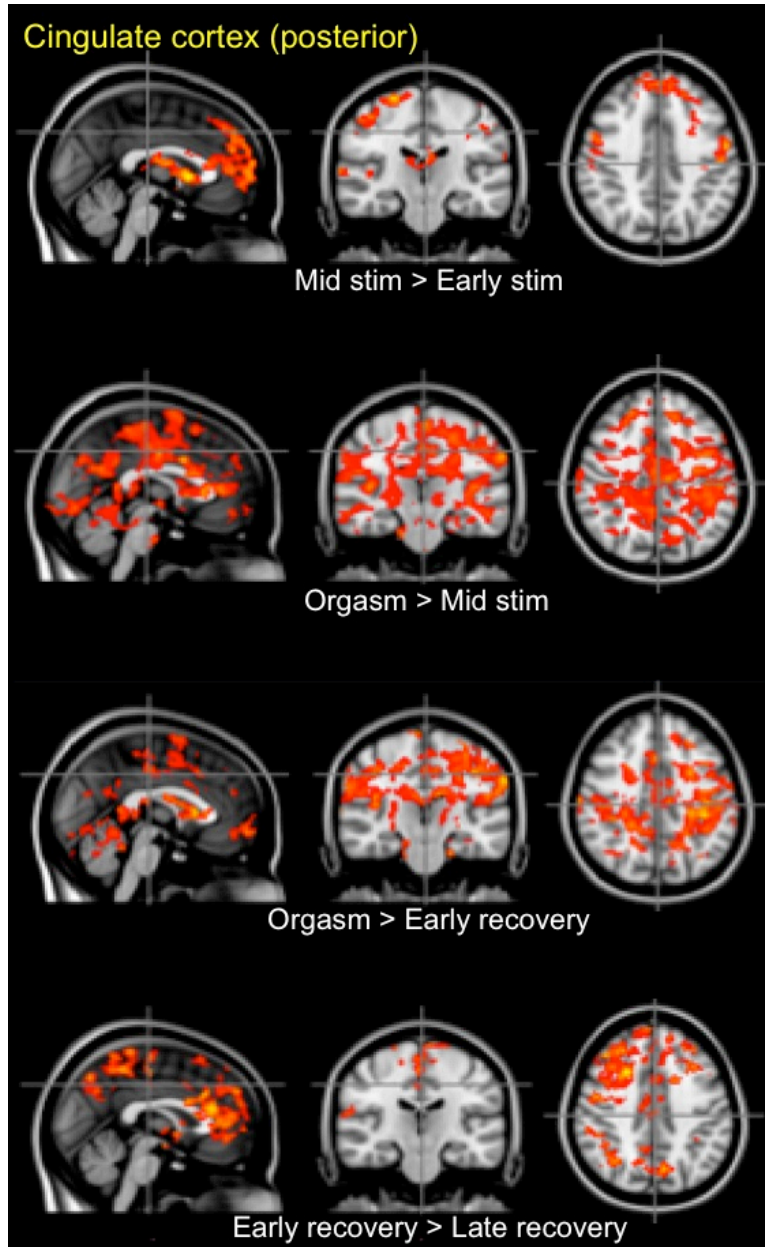 Cingulate cortex (posterior)
Mid stim > Early stim
Orgasm > Mid stim
Orgasm > Early recovery
Early recovery > Late recovery